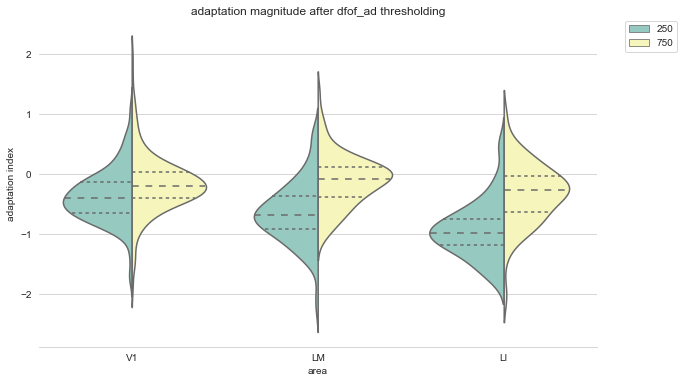 adaptation magnitude after dfof_ad thresholding
250
750
2
1
0
−1
−2
adaptation index
V1
LM
LI
area